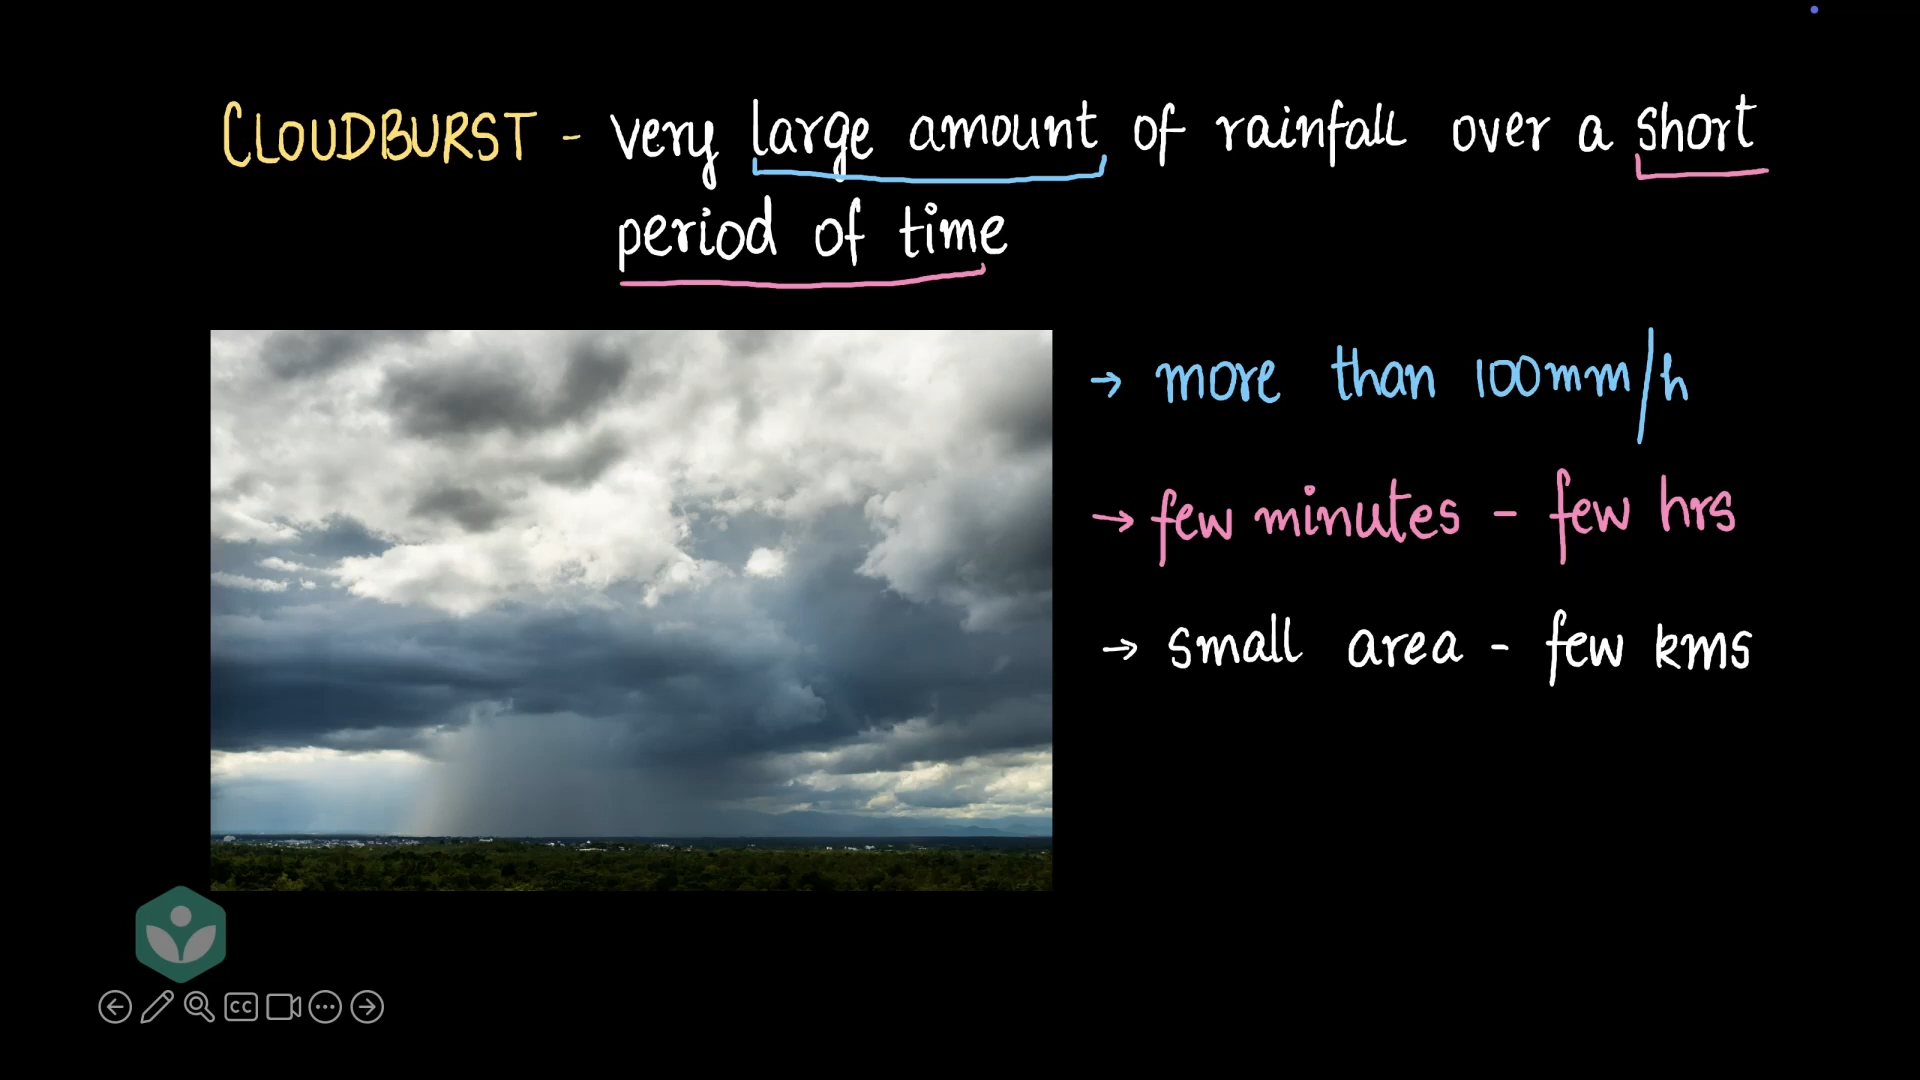 CLOUDBURST - very large amount of rainfall over a short
period of time
→ more than 100mm/h
→ few minutes - few hrs
→ small area - few kms
CC